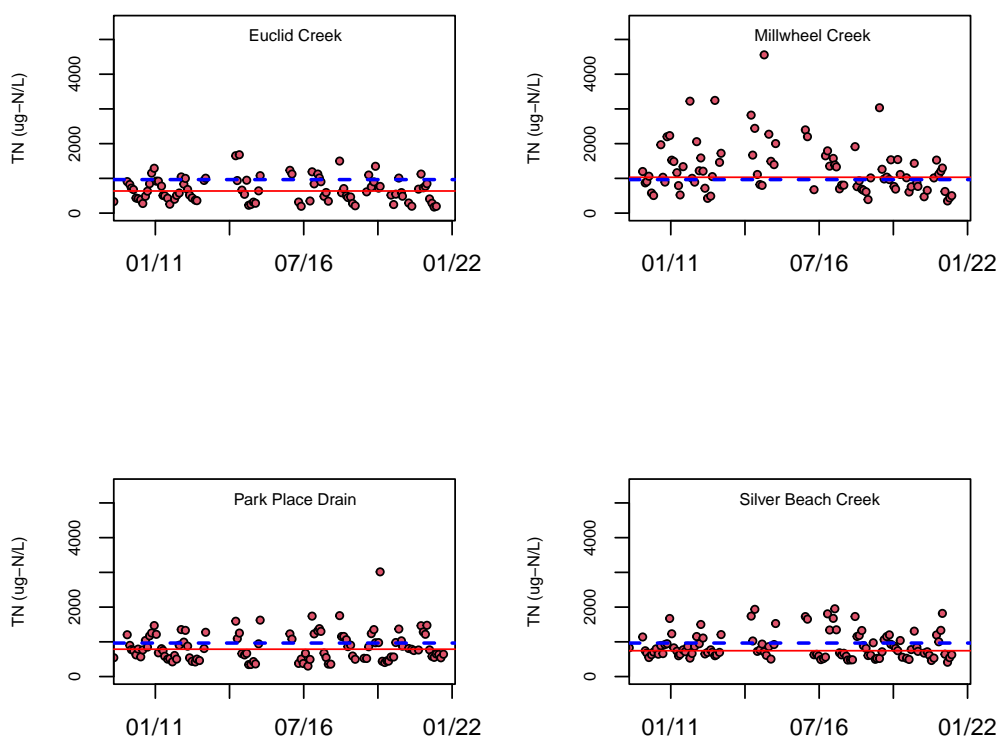 Euclid Creek
TN (ug−N/L)
0 2000 4000
01/11 07/16 01/22
Millwheel Creek
TN (ug−N/L)
0 2000 4000
01/11 07/16 01/22
Park Place Drain
TN (ug−N/L)
0 2000 4000
01/11 07/16 01/22
Silver Beach Creek
TN (ug−N/L)
0 2000 4000
01/11 07/16 01/22